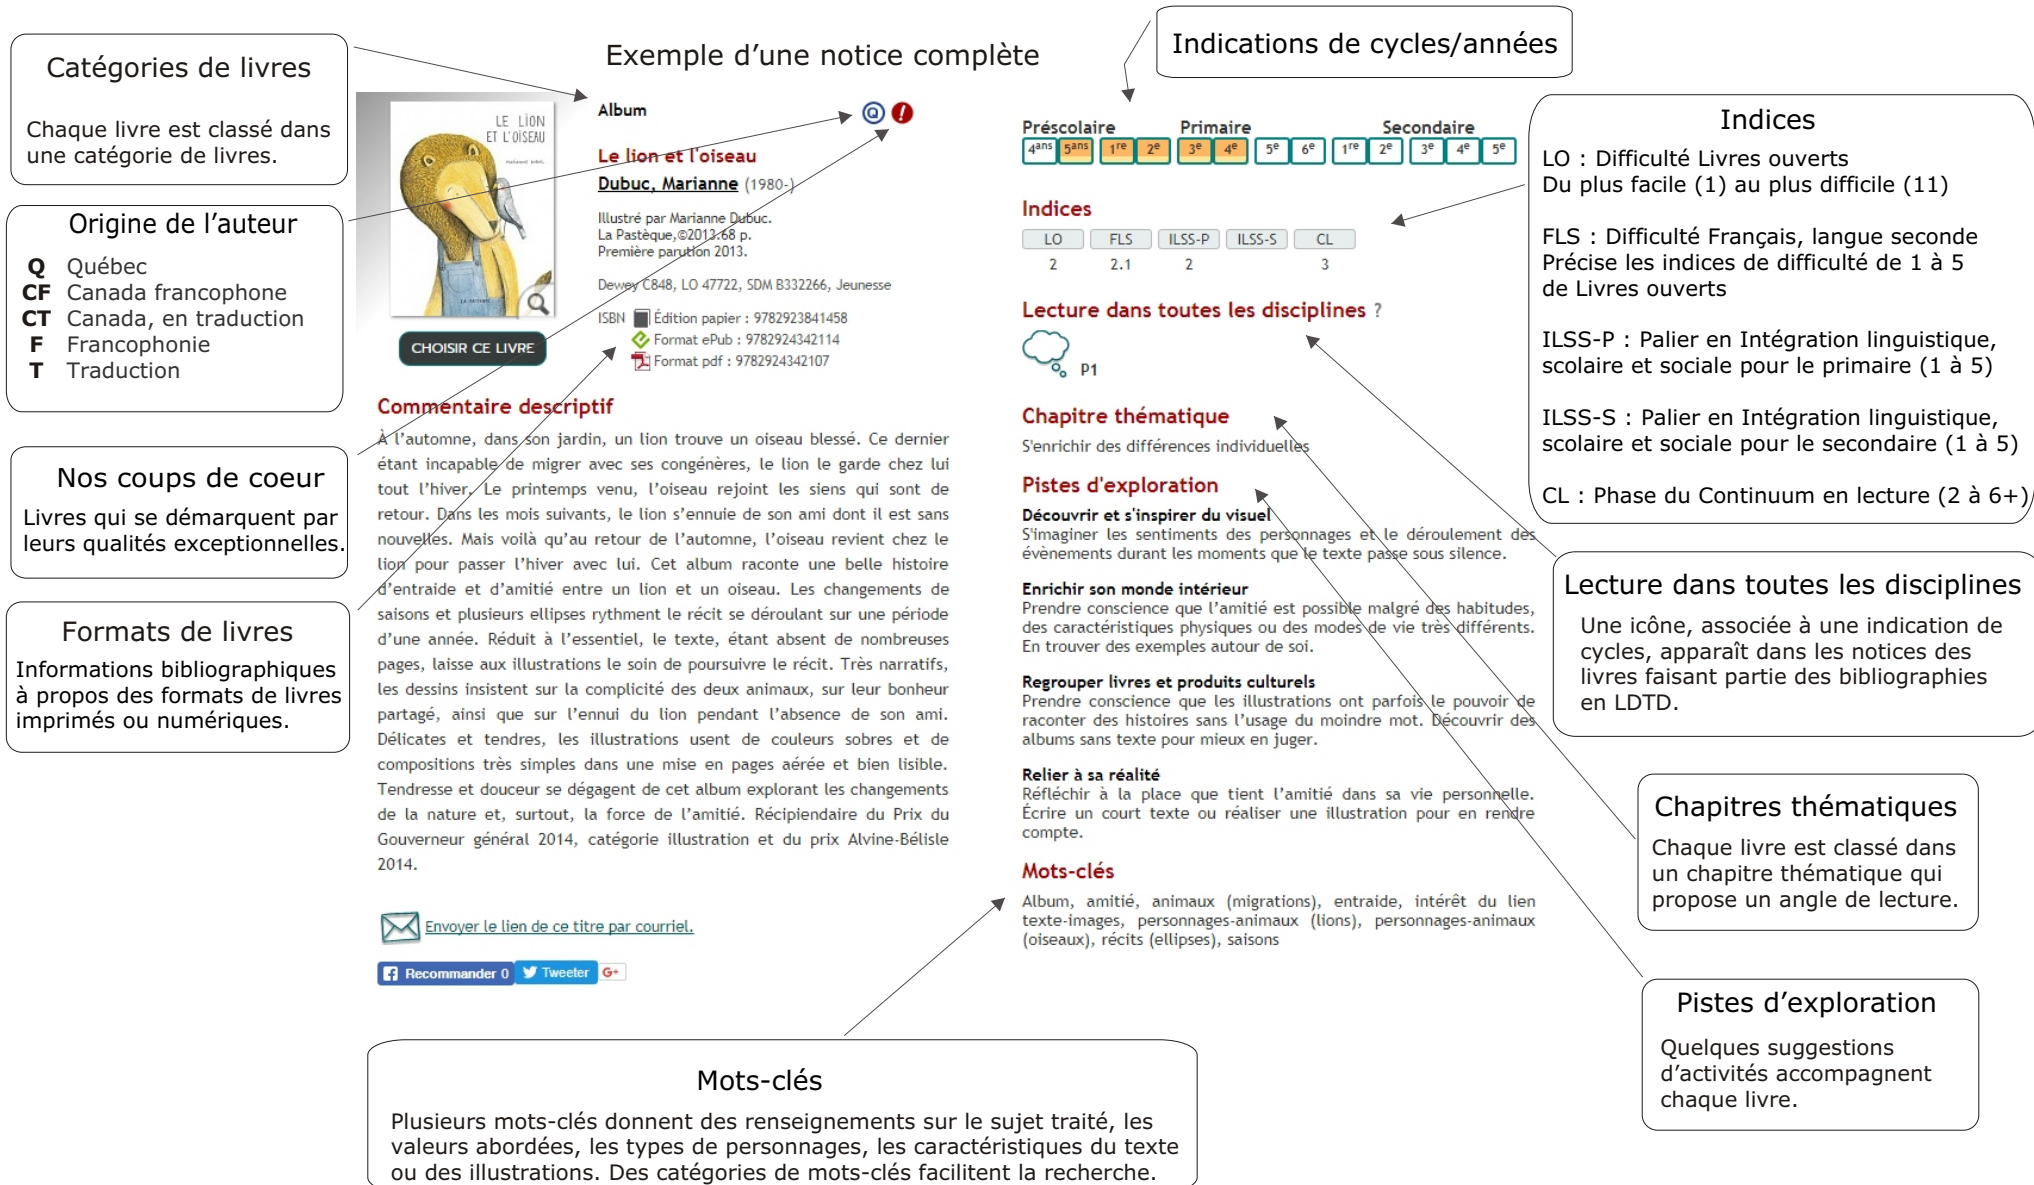 Exemple d’une notice complète
Catégories de livres
Chaque livre est classé dans
une catégorie de livres.
Origine de l’auteur
Q Québec
CF Canada francophone
CT Canada, en traduction
F Francophonie
T Traduction
Nos coups de coeur
Livres qui se démarquent par
leurs qualités exceptionnelles.
Formats de livres
Informations bibliographiques
à propos des formats de livres
imprimés ou numériques.
LE LION
ET L'OISEAU
MARIANNE DUBUC
LA PASTÈQUE
CHOISIR CE LIVRE
Album
Q !
Le lion et l'oiseau
Dubuc, Marianne (1980-)
Illustré par Marianne Dubuc.
La Pastèque,©2013.68 p.
Première parution 2013.
Dewey C848, LO 47722, SDM B332266, Jeunesse
ISBN Édition papier : 9782923841458
Format ePub : 9782924342114
Format pdf : 9782924342107
Commentaire descriptif
À l’automne, dans son jardin, un lion trouve un oiseau blessé. Ce dernier
étant incapable de migrer avec ses congénères, le lion le garde chez lui
tout l’hiver. Le printemps venu, l’oiseau rejoint les siens qui sont de
retour. Dans les mois suivants, le lion s’ennuie de son ami dont il est sans
nouvelles. Mais voilà qu’au retour de l’automne, l’oiseau revient chez le
lion pour passer l’hiver avec lui. Cet album raconte une belle histoire
d’entraide et d’amitié entre un lion et un oiseau. Les changements de
saisons et plusieurs ellipses rythment le récit se déroulant sur une période
d’une année. Réduit à l’essentiel, le texte, étant absent de nombreuses
pages, laisse aux illustrations le soin de poursuivre le récit. Très narratifs,
les dessins insistent sur la complicité des deux animaux, sur leur bonheur
partagé, ainsi que sur l’ennui du lion pendant l’absence de son ami.
Délicates et tendres, les illustrations usent de couleurs sobres et de
compositions très simples dans une mise en pages aérée et bien lisible.
Tendresse et douceur se dégagent de cet album explorant les changements
de la nature et, surtout, la force de l’amitié. Récipiendaire du Prix du
Gouverneur général 2014, catégorie illustration et du prix Alvine-Bélisle
2014.
Envoyer le lien de ce titre par courriel.
Recommander 0 Tweeter G+
Indications de cycles/années
Préscolaire Primaire Secondaire
4ans 5ans 1re 2e 3e 4e 5e 6e 1re 2e 3e 4e 5e
Indices
LO FLS ILSS-P ILSS-S CL
2 2.1 2 3
Lecture dans toutes les disciplines ?
P1
Chapitre thématique
S'enrichir des différences individuelles
Pistes d'exploration
Découvrir et s'inspirer du visuel
S'imaginer les sentiments des personnages et le déroulement des
évènements durant les moments que le texte passe sous silence.
Enrichir son monde intérieur
Prendre conscience que l’amitié est possible malgré des habitudes,
des caractéristiques physiques ou des modes de vie très différents.
En trouver des exemples autour de soi.
Regrouper livres et produits culturels
Prendre conscience que les illustrations ont parfois le pouvoir de
raconter des histoires sans l’usage du moindre mot. Découvrir des
albums sans texte pour mieux en juger.
Relier à sa réalité
Réfléchir à la place que tient l’amitié dans sa vie personnelle.
Écrire un court texte ou réaliser une illustration pour en rendre
compte.
Mots-clés
Album, amitié, animaux (migrations), entraide, intérêt du lien
texte-images, personnages-animaux (lions), personnages-animaux
(oiseaux), récits (ellipses), saisons
Indices
LO : Difficulté Livres ouverts
Du plus facile (1) au plus difficile (11)
FLS : Difficulté Français, langue seconde
Précise les indices de difficulté de 1 à 5
de Livres ouverts
ILSS-P : Palier en Intégration linguistique,
scolaire et sociale pour le primaire (1 à 5)
ILSS-S : Palier en Intégration linguistique,
scolaire et sociale pour le secondaire (1 à 5)
CL : Phase du Continuum en lecture (2 à 6+)
Lecture dans toutes les disciplines
Une icône, associée à une indication de
cycles, apparaît dans les notices des
livres faisant partie des bibliographies
en LDTD.
Chapitres thématiques
Chaque livre est classé dans
un chapitre thématique qui
propose un angle de lecture.
Pistes d’exploration
Quelques suggestions
d’activités accompagnent
chaque livre.
Mots-clés
Plusieurs mots-clés donnent des renseignements sur le sujet traité, les
valeurs abordées, les types de personnages, les caractéristiques du texte
ou des illustrations. Des catégories de mots-clés facilitent la recherche.